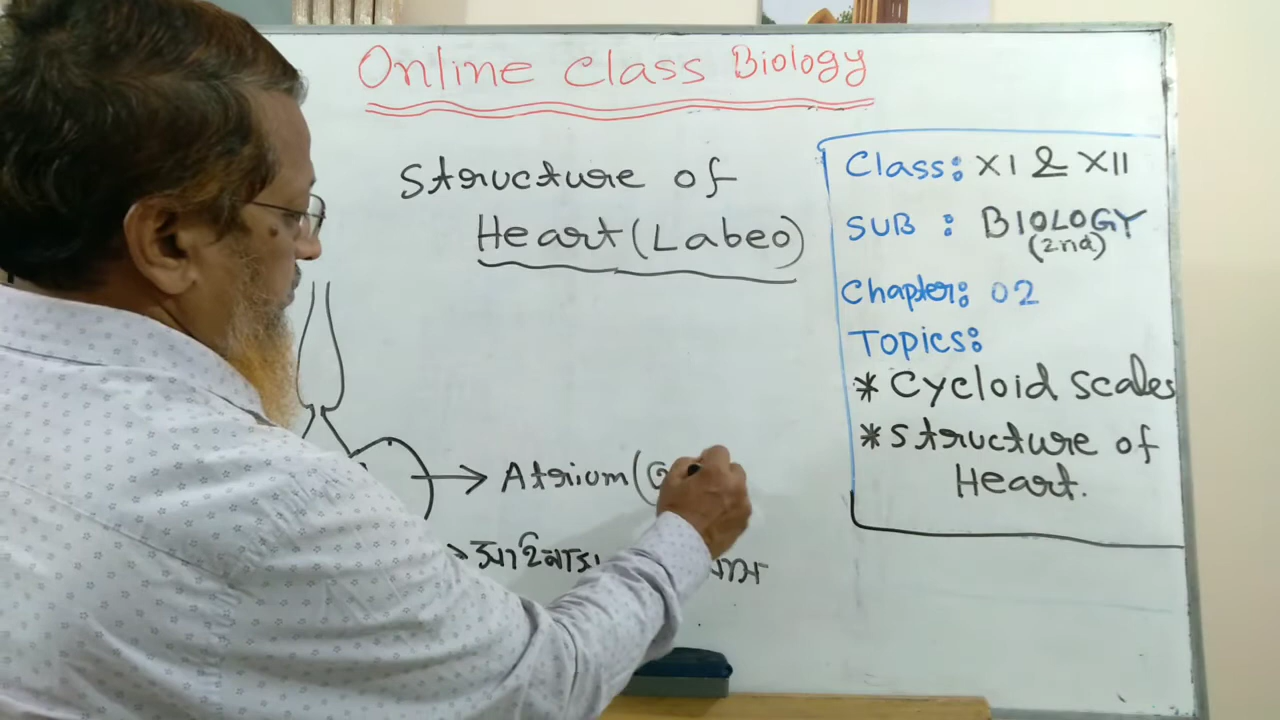 Online Class Biology
Structure of
Heart (Labeo)
Atrium (
Class: XI & XII
SUB : BIOLOGY
(2nd)
Chapter: 02
Topics:
* Cycloid Scales
* Structure of
Heart.